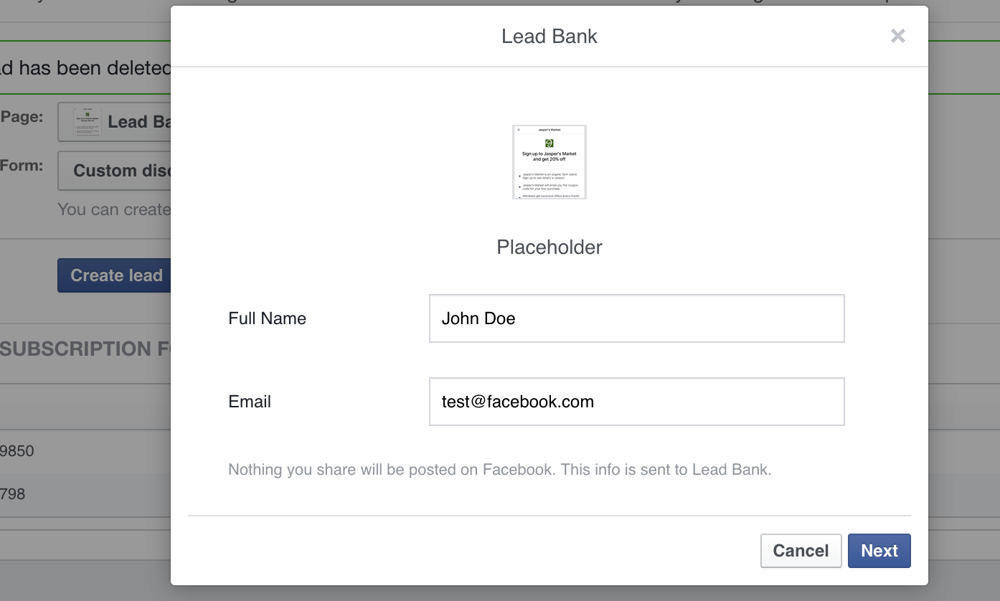 Lead Bank
×
d has been deleted
Page:
Lead Ba
Form:
Custom disc
You can create
Create lead
SUBSCRIPTION F
9850
798
Jasper's Market
Sign up to Jasper's Market
and get 20% off
Jasper's Market is an organic farm stand.
Sign up to see what's in season
Jasper's Market will email you the coupon
code for your first purchase.
Members get exclusive offers every month
Placeholder
Full Name
John Doe
Email
test@facebook.com
Nothing you share will be posted on Facebook. This info is sent to Lead Bank.
Cancel
Next